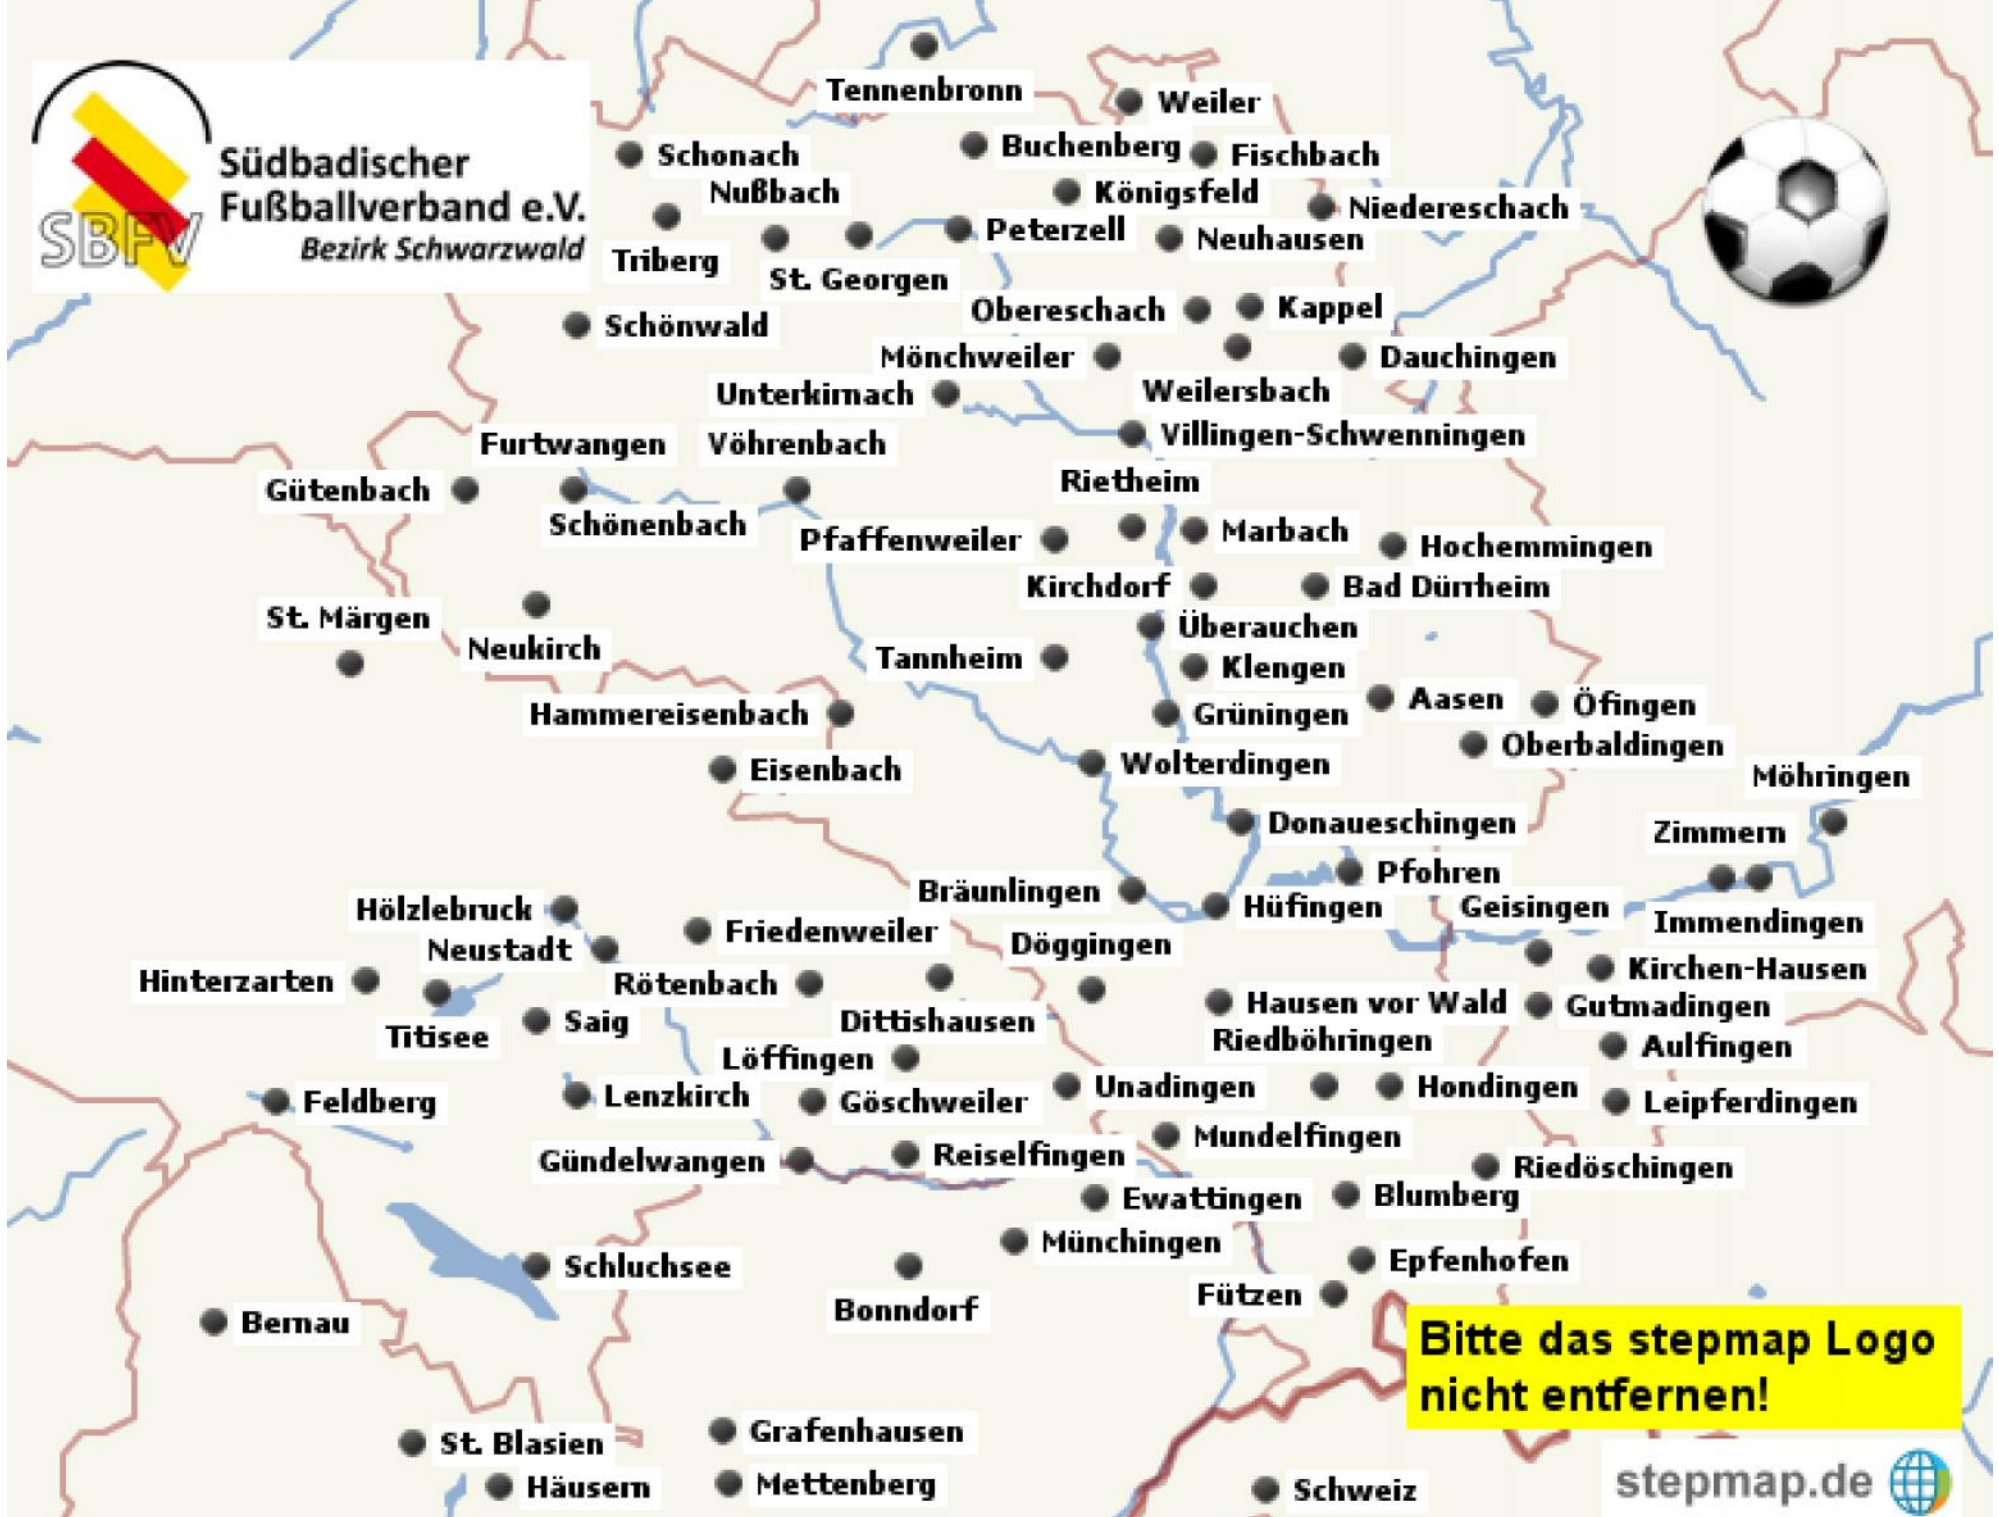 Südbadischer
Fußballverband e.V.
Bezirk Schwarzwald
SBFV
Tennenbronn
Weiler
Schonach
Buchenberg
Fischbach
Nußbach
Königsfeld
Niedereschach
Peterzell
Neuhausen
Triberg
St. Georgen
Obereschach
Kappel
Schönwald
Mönchweiler
Dauchingen
Unterkirnach
Weilersbach
Furtwangen
Vöhrenbach
Villingen-Schwenningen
Gütenbach
Rietheim
Schönenbach
Pfaffenweiler
Marbach
Hochemmingen
Kirchdorf
Bad Dürrheim
St. Märgen
Überauchen
Neukirch
Tannheim
Klengen
Hammereisenbach
Grüningen
Aasen
Öfingen
Oberbaldingen
Eisenbach
Wolterdingen
Möhringen
Donaueschingen
Zimmern
Pfohren
Bräunlingen
Hölzlebruck
Hüfingen
Geisingen
Immendingen
Neustadt
Friedenweiler
Döggingen
Hinterzarten
Rötenbach
Kirchen-Hausen
Titisee
Saig
Dittishausen
Hausen vor Wald
Gutmadingen
Riedböhringen
Löffingen
Aulfingen
Feldberg
Lenzkirch
Göschweiler
Unadingen
Hondingen
Leipferdingen
Gündelwangen
Reiselfingen
Mundelfingen
Riedöschingen
Ewattingen
Blumberg
Münchingen
Schluchsee
Epfenhofen
Bonndorf
Fützen
Bernau
Bitte das stepmap Logo
nicht entfernen!
St. Blasien
Grafenhausen
Häusern
Mettenberg
Schweiz
stepmap.de